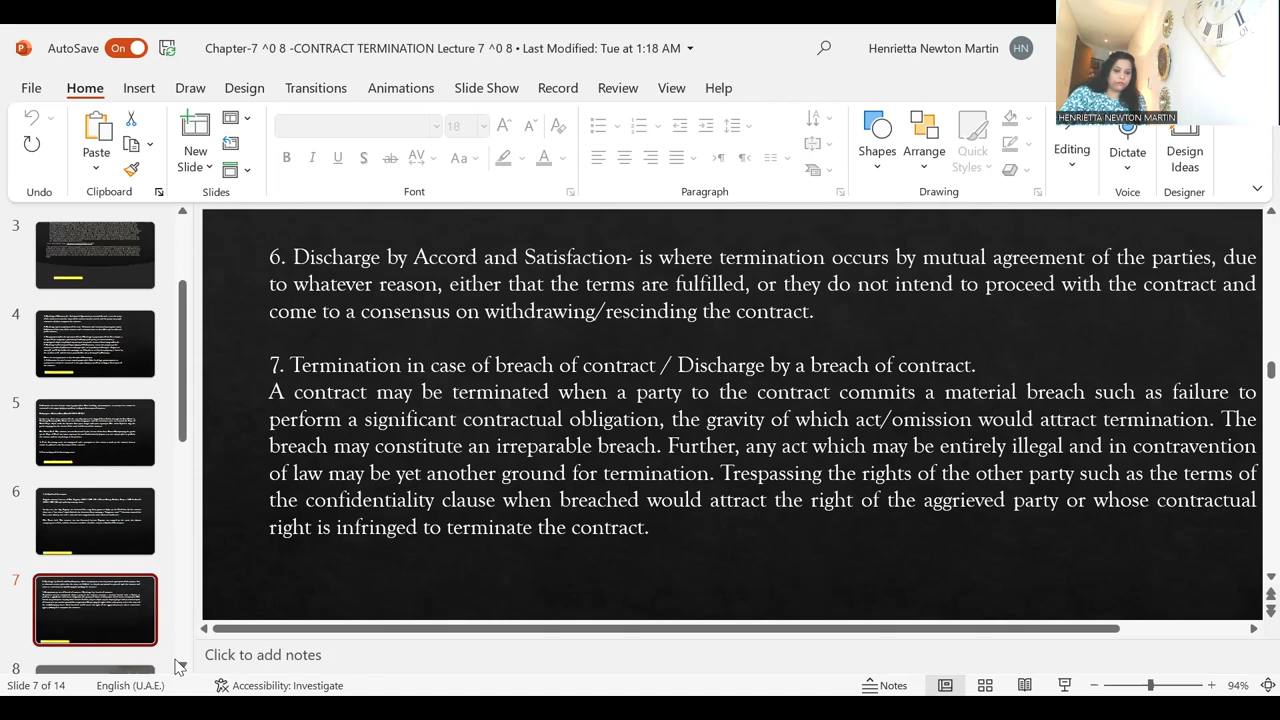 AutoSave On Chapter-7 ^0 8 -CONTRACT TERMINATION Lecture 7 ^0 8 • Last Modified: Tue at 1:18 AM Henrietta Newton Martin HN
HENRIETTA NEWTON MARTIN
File Home Insert Draw Design Transitions Animations Slide Show Record Review View Help
18
Paste New Slide Shapes Arrange Quick Styles Editing Dictate Design Ideas
Undo Clipboard Slides Font Paragraph Drawing Voice Designer
3
4
5
6
7
8
6. Discharge by Accord and Satisfaction- is where termination occurs by mutual agreement of the parties, due
to whatever reason, either that the terms are fulfilled, or they do not intend to proceed with the contract and
come to a consensus on withdrawing/rescinding the contract.
7. Termination in case of breach of contract / Discharge by a breach of contract.
A contract may be terminated when a party to the contract commits a material breach such as failure to
perform a significant contractual obligation, the gravity of which act/omission would attract termination. The
breach may constitute an irreparable breach. Further, any act which may be entirely illegal and in contravention
of law may be yet another ground for termination. Trespassing the rights of the other party such as the terms of
the confidentiality clause when breached would attract the right of the aggrieved party or whose contractual
right is infringed to terminate the contract.
Click to add notes
Slide 7 of 14 English (U.A.E.) Accessibility: Investigate Notes 94%